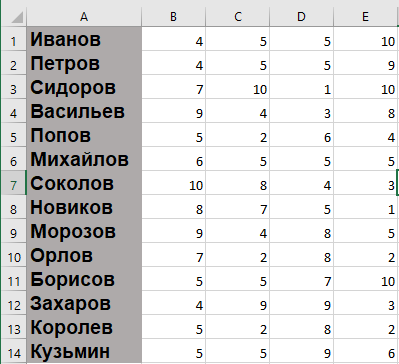 A B C D E
1 Иванов 4 5 5 10
2 Петров 4 5 5 9
3 Сидоров 7 10 1 10
4 Васильев 9 4 3 8
5 Попов 5 2 6 4
6 Михайлов 6 5 5 5
7 Соколов 10 8 4 3
8 Новиков 8 7 5 1
9 Морозов 9 4 8 5
10 Орлов 7 2 8 2
11 Борисов 5 5 7 10
12 Захаров 4 9 9 3
13 Королев 5 2 8 2
14 Кузьмин 5 5 9 6